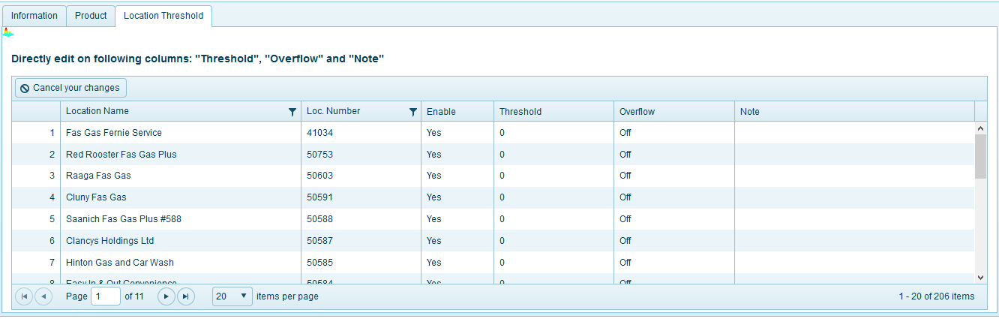 Information Product Location Threshold
Directly edit on following columns: "Threshold", "Overflow" and "Note"
Cancel your changes
Location Name Loc. Number Enable Threshold Overflow Note
1 Fas Gas Fernie Service 41034 Yes 0 Off
2 Red Rooster Fas Gas Plus 50753 Yes 0 Off
3 Raaga Fas Gas 50603 Yes 0 Off
4 Cluny Fas Gas 50591 Yes 0 Off
5 Saanich Fas Gas Plus #588 50588 Yes 0 Off
6 Clancys Holdings Ltd 50587 Yes 0 Off
7 Hinton Gas and Car Wash 50585 Yes 0 Off
8 Easy In & Out Convenience 50584 Yes 0 Off
Page 1 of 11 20 items per page 1 - 20 of 206 items